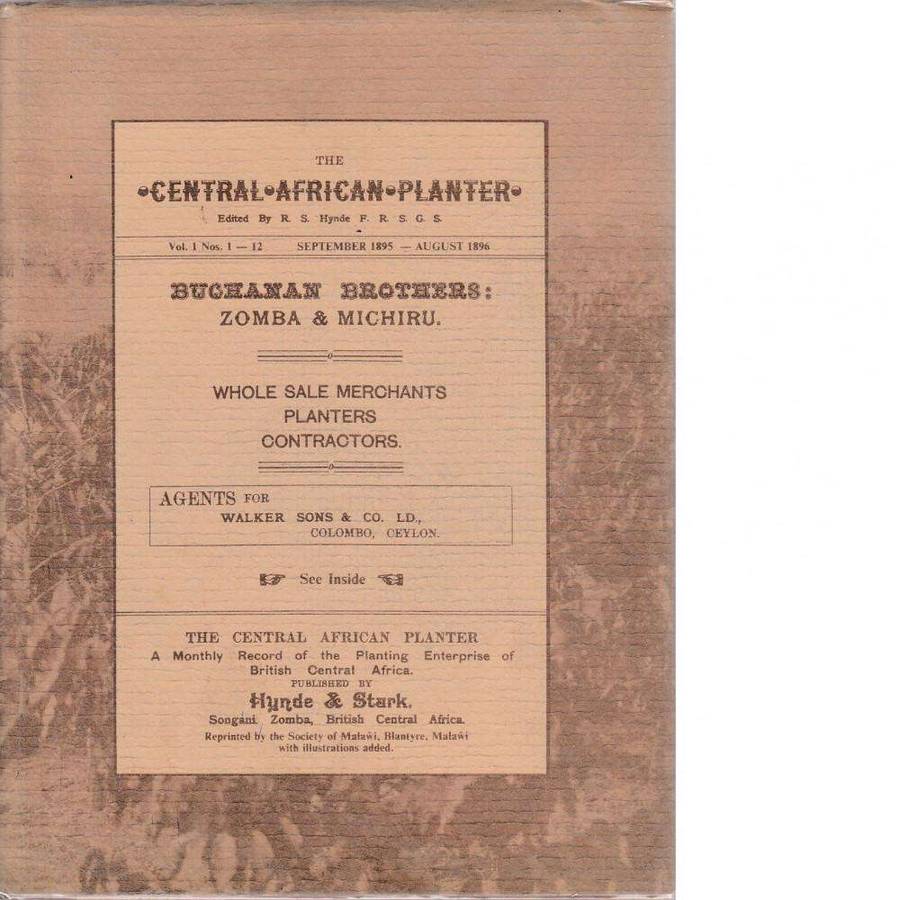 THE
CENTRAL•AFRICAN•PLANTER
Edited By R. S. Hynde F. R. S. G. S.
Vol. 1 Nos. 1 — 12 SEPTEMBER 1895 — AUGUST 1896
BUCHANAN BROTHERS:
ZOMBA & MICHIRU.
WHOLE SALE MERCHANTS
PLANTERS
CONTRACTORS.
AGENTS FOR
WALKER SONS & CO. LD.,
COLOMBO, CEYLON.
See Inside
THE CENTRAL AFRICAN PLANTER
A Monthly Record of the Planting Enterprise of
British Central Africa.
PUBLISHED BY
Hynde & Stark.
Songani Zomba, British Central Africa.
Reprinted by the Society of Malaŵi, Blantyre, Malaŵi
with illustrations added.